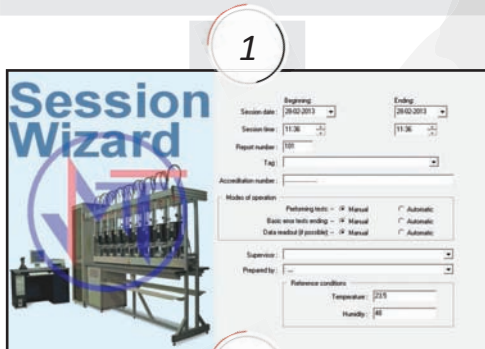 1
Session
Wizard
Beginning:
Ending:
Session date :
28-02-2013
28-02-2013
Session time :
11:36
11:36
Report number :
101
Tag :
Accreditation number :
Modes of operation
Performing tests: -
Manual
Automatic
Basic error tests ending: -
Manual
Automatic
Data readout (if possible): -
Manual
Automatic
Supervisor :
Prepared by :
---
Reference conditions
Temperature :
23.5
Humidity :
48